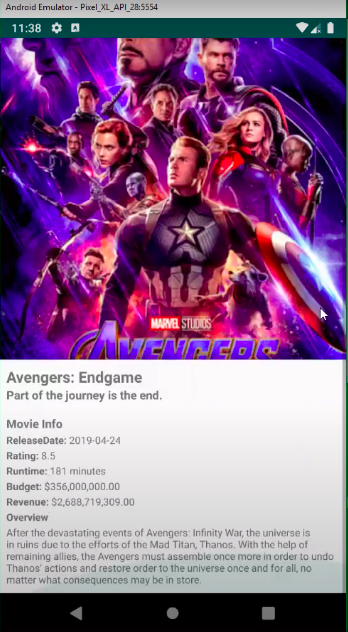 Android Emulator - Pixel_XL_API_28:5554
11:38
MARVEL STUDIOS
AVENGERS
Avengers: Endgame
Part of the journey is the end.
Movie Info
ReleaseDate: 2019-04-24
Rating: 8.5
Runtime: 181 minutes
Budget: $356,000,000.00
Revenue: $2,688,719,309.00
Overview
After the devastating events of Avengers: Infinity War, the universe is
in ruins due to the efforts of the Mad Titan, Thanos. With the help of
remaining allies, the Avengers must assemble once more in order to undo
Thanos' actions and restore order to the universe once and for all, no
matter what consequences may be in store.